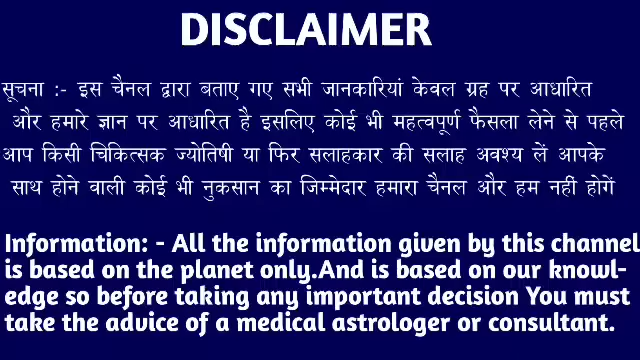 DISCLAIMER
सूचना :- इस चैनल द्वारा बताए गए सभी जानकारियां केवल ग्रह पर आधारित
और हमारे ज्ञान पर आधारित है इसलिए कोई भी महत्वपूर्ण फैसला लेने से पहले
आप किसी चिकित्सक ज्योतिषी या फिर सलाहकार की सलाह अवश्य लें आपके
साथ होने वाली कोई भी नुकसान का जिम्मेदार हमारा चैनल और हम नहीं होगें
Information: - All the information given by this channel
is based on the planet only.And is based on our knowl-
edge so before taking any important decision You must
take the advice of a medical astrologer or consultant.